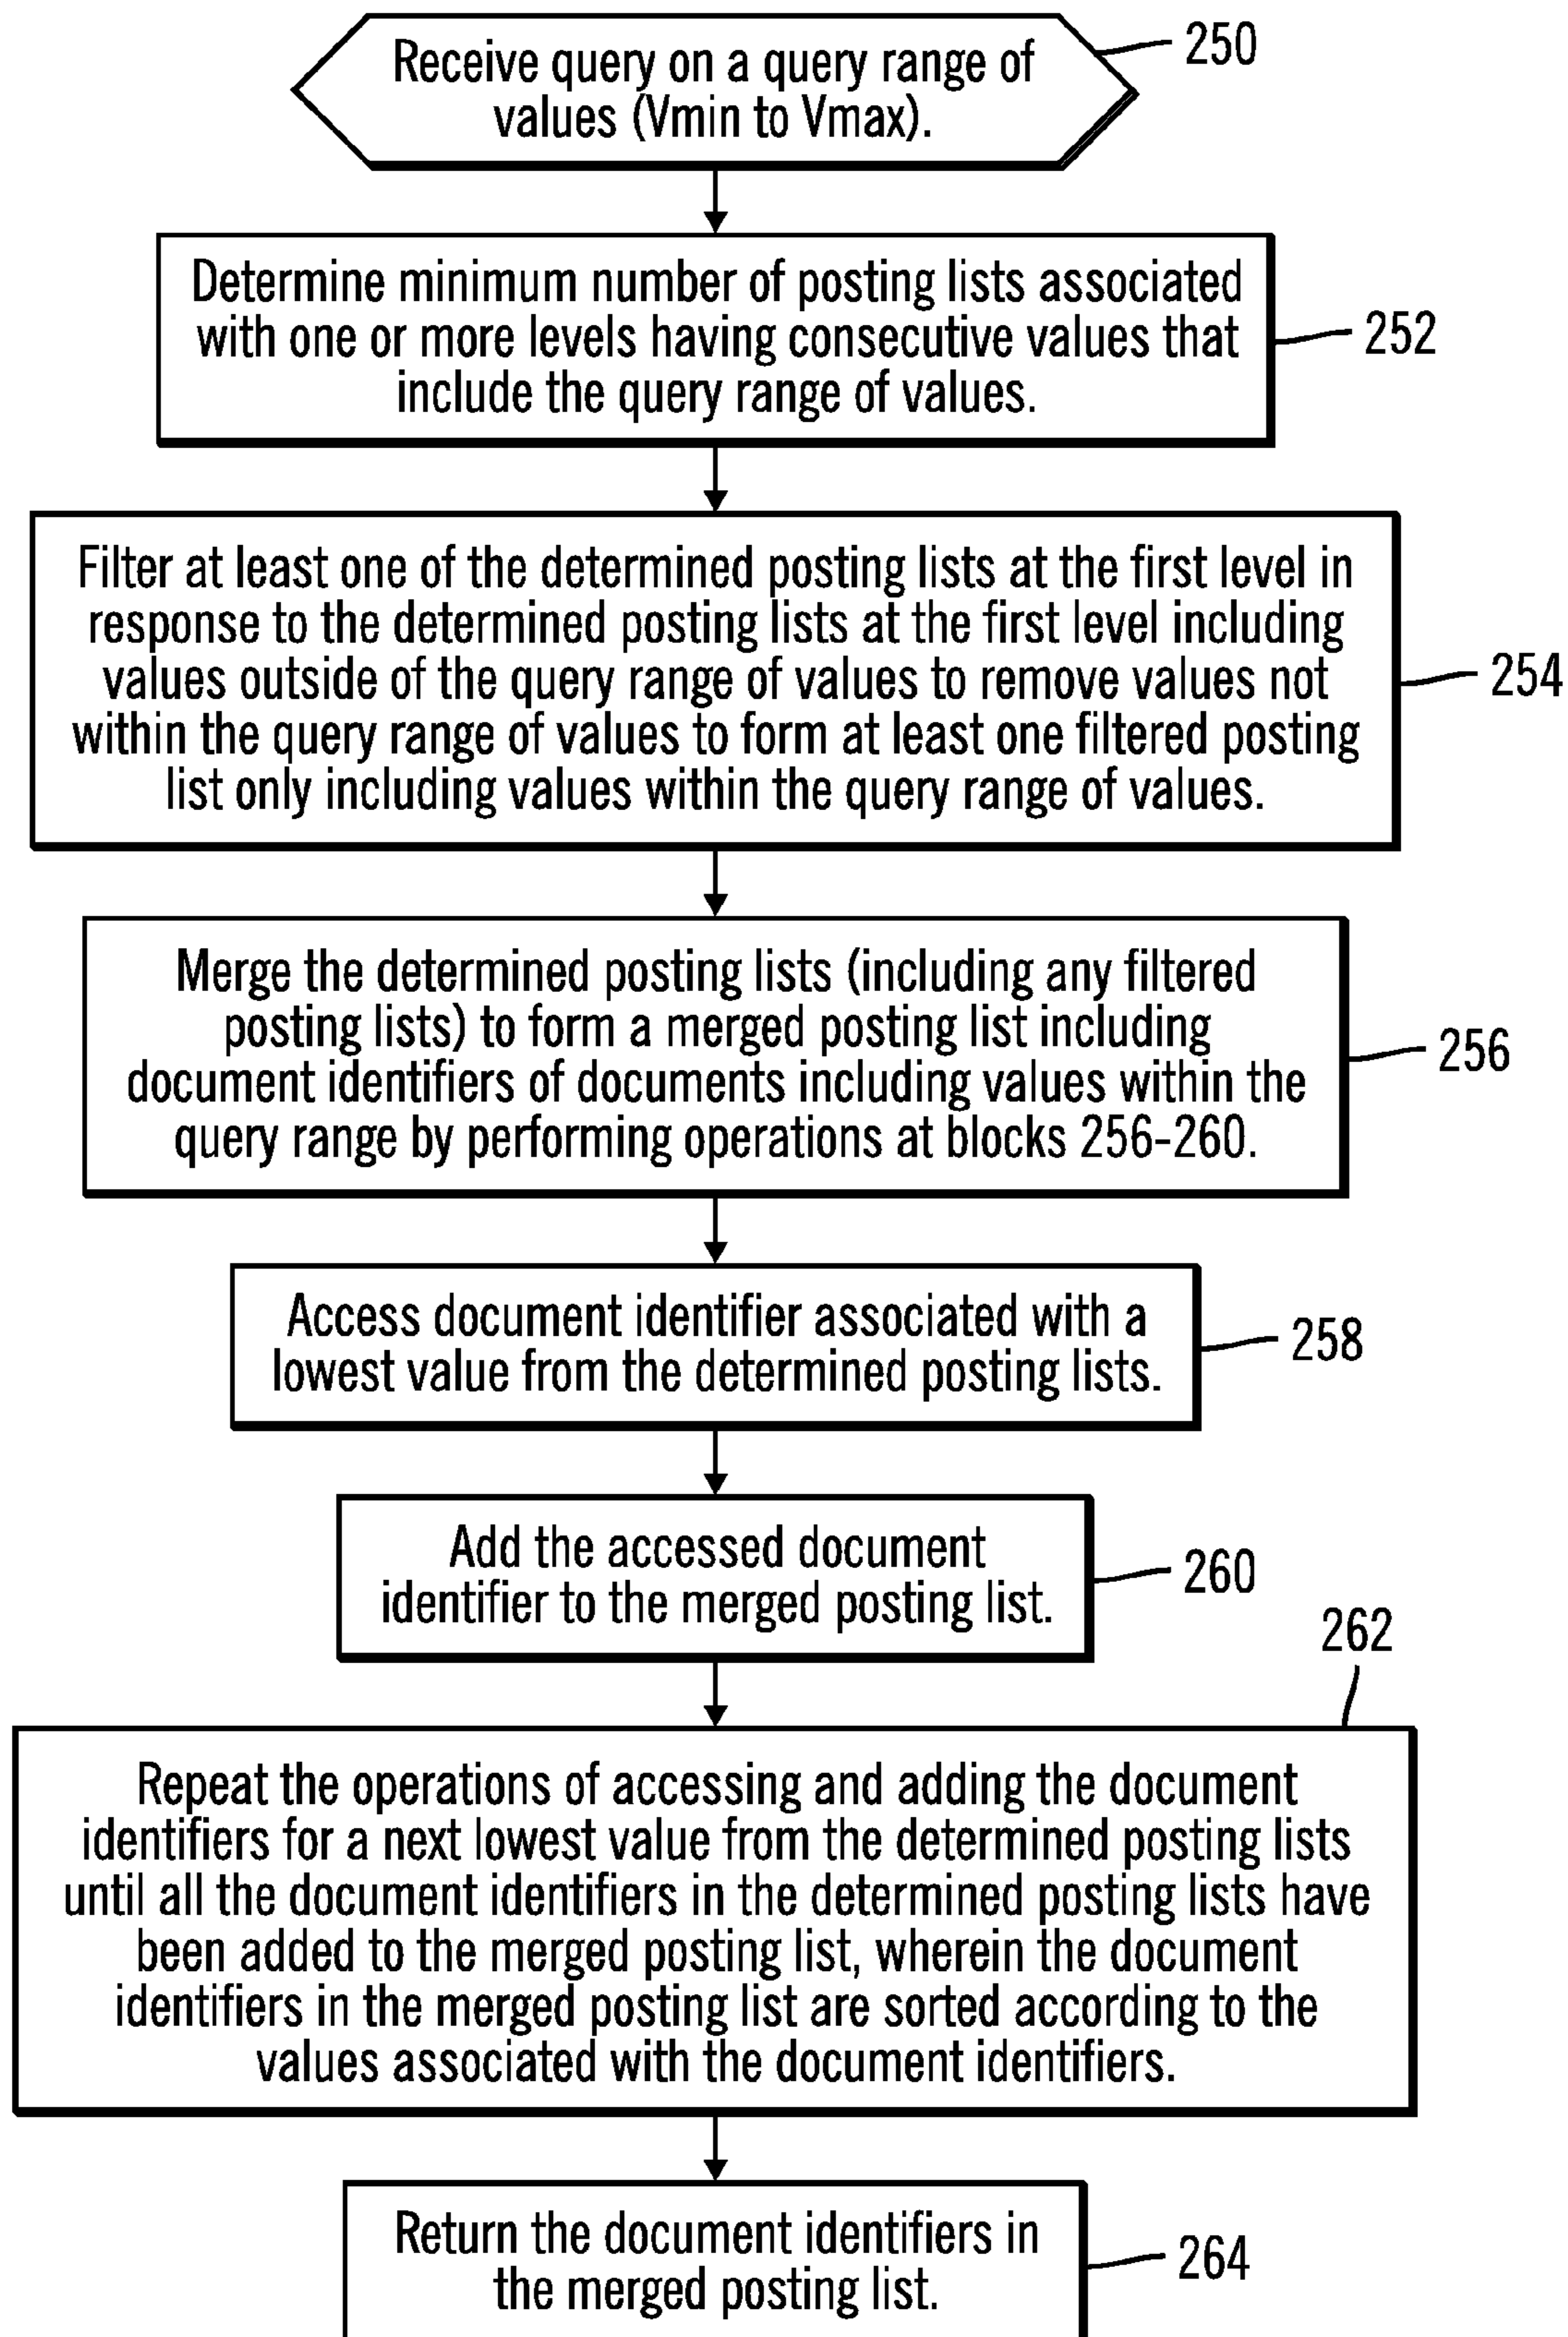 Receive query on a query range of
values (Vmin to Vmax).
250
Determine minimum number of posting lists associated
with one or more levels having consecutive values that
include the query range of values.
252
Filter at least one of the determined posting lists at the first level in
response to the determined posting lists at the first level including
values outside of the query range of values to remove values not
within the query range of values to form at least one filtered posting
list only including values within the query range of values.
254
Merge the determined posting lists (including any filtered
posting lists) to form a merged posting list including
document identifiers of documents including values within the
query range by performing operations at blocks 256-260.
256
Access document identifier associated with a
lowest value from the determined posting lists.
258
Add the accessed document
identifier to the merged posting list.
260
262
Repeat the operations of accessing and adding the document
identifiers for a next lowest value from the determined posting lists
until all the document identifiers in the determined posting lists have
been added to the merged posting list, wherein the document
identifiers in the merged posting list are sorted according to the
values associated with the document identifiers.
Return the document identifiers in
the merged posting list.
264